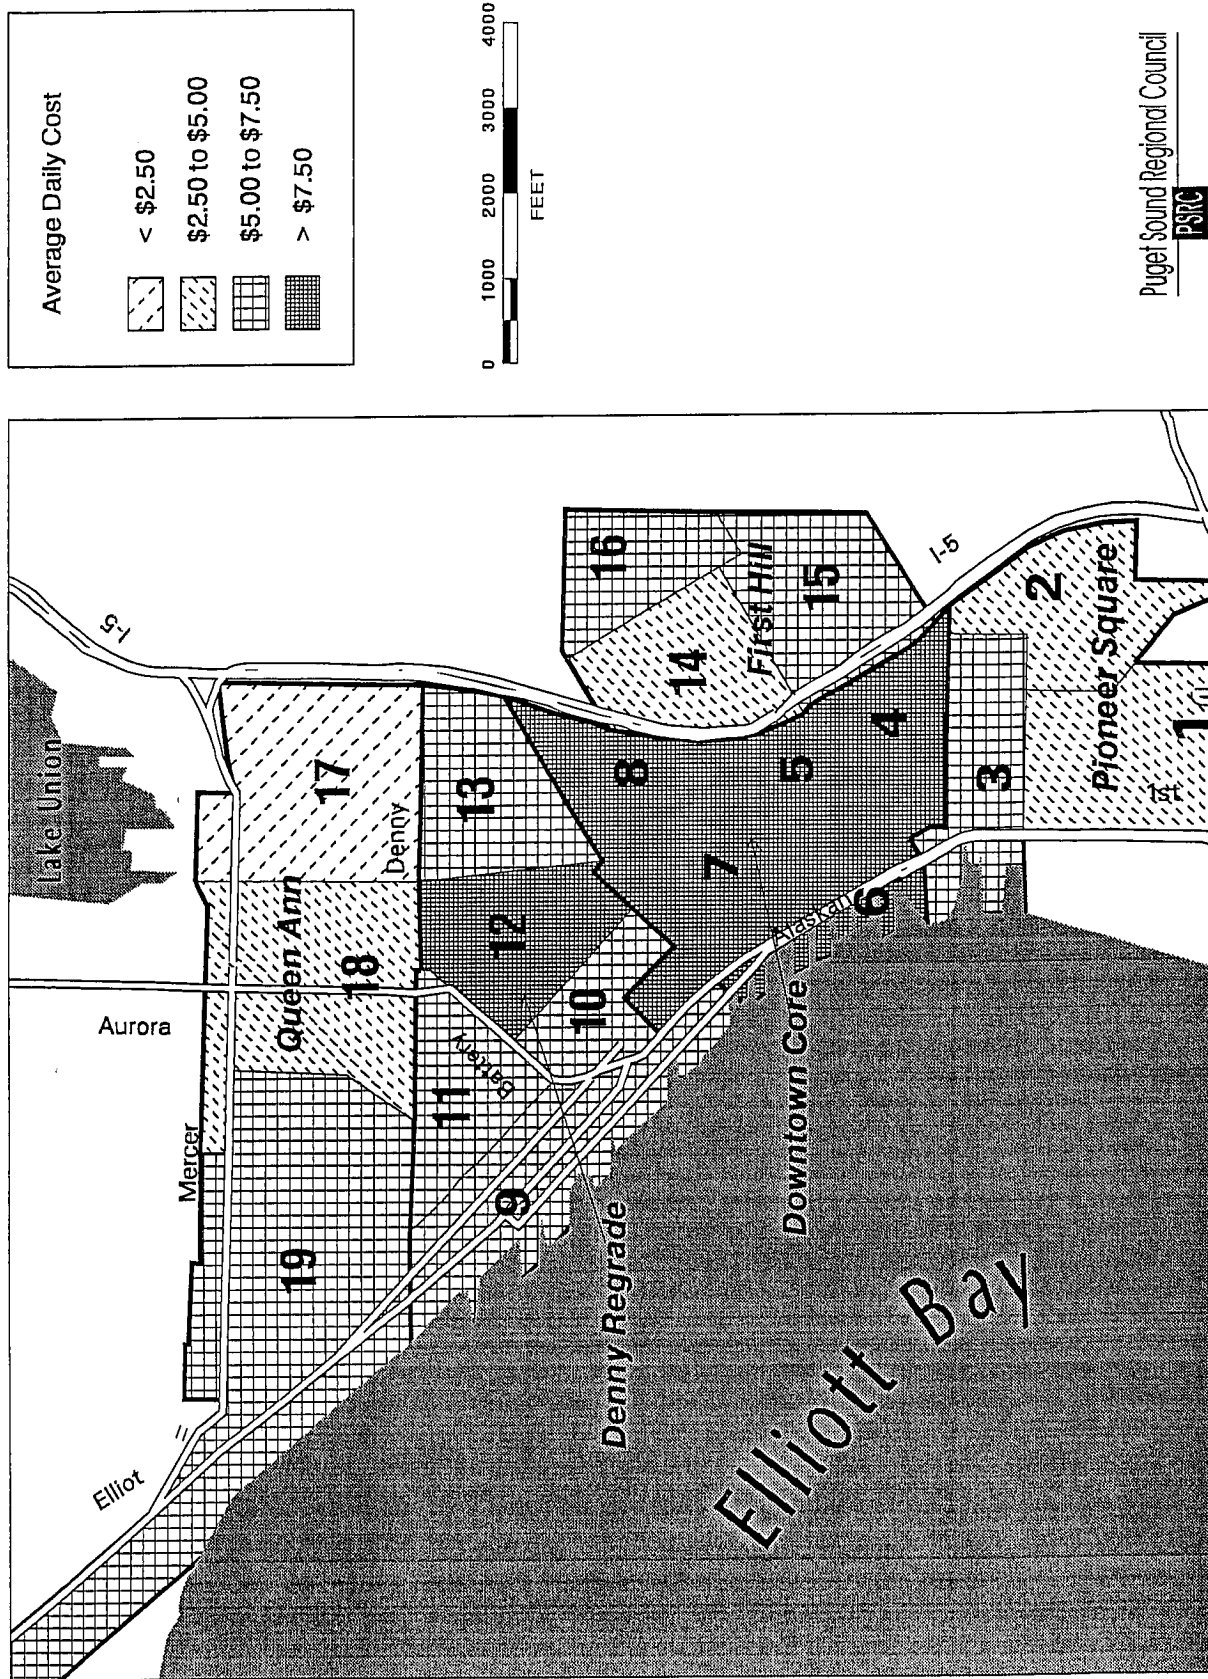 Average Daily Cost
< $2.50
$2.50 to $5.00
$5.00 to $7.50
> $7.50
0 1000 2000 3000 4000
FEET
Puget Sound Regional Council
PSRC
Lake Union
I-5
Mercer
Aurora
Elliot
Queen Ann
17
18
19
Denny
13
12
11
Battery
10
9
16
14
First Hill
15
8
7
5
4
6
Alaskan
I-5
3
2
Pioneer Square
1
1st
Denny Regrade
Downtown Core
Elliott Bay